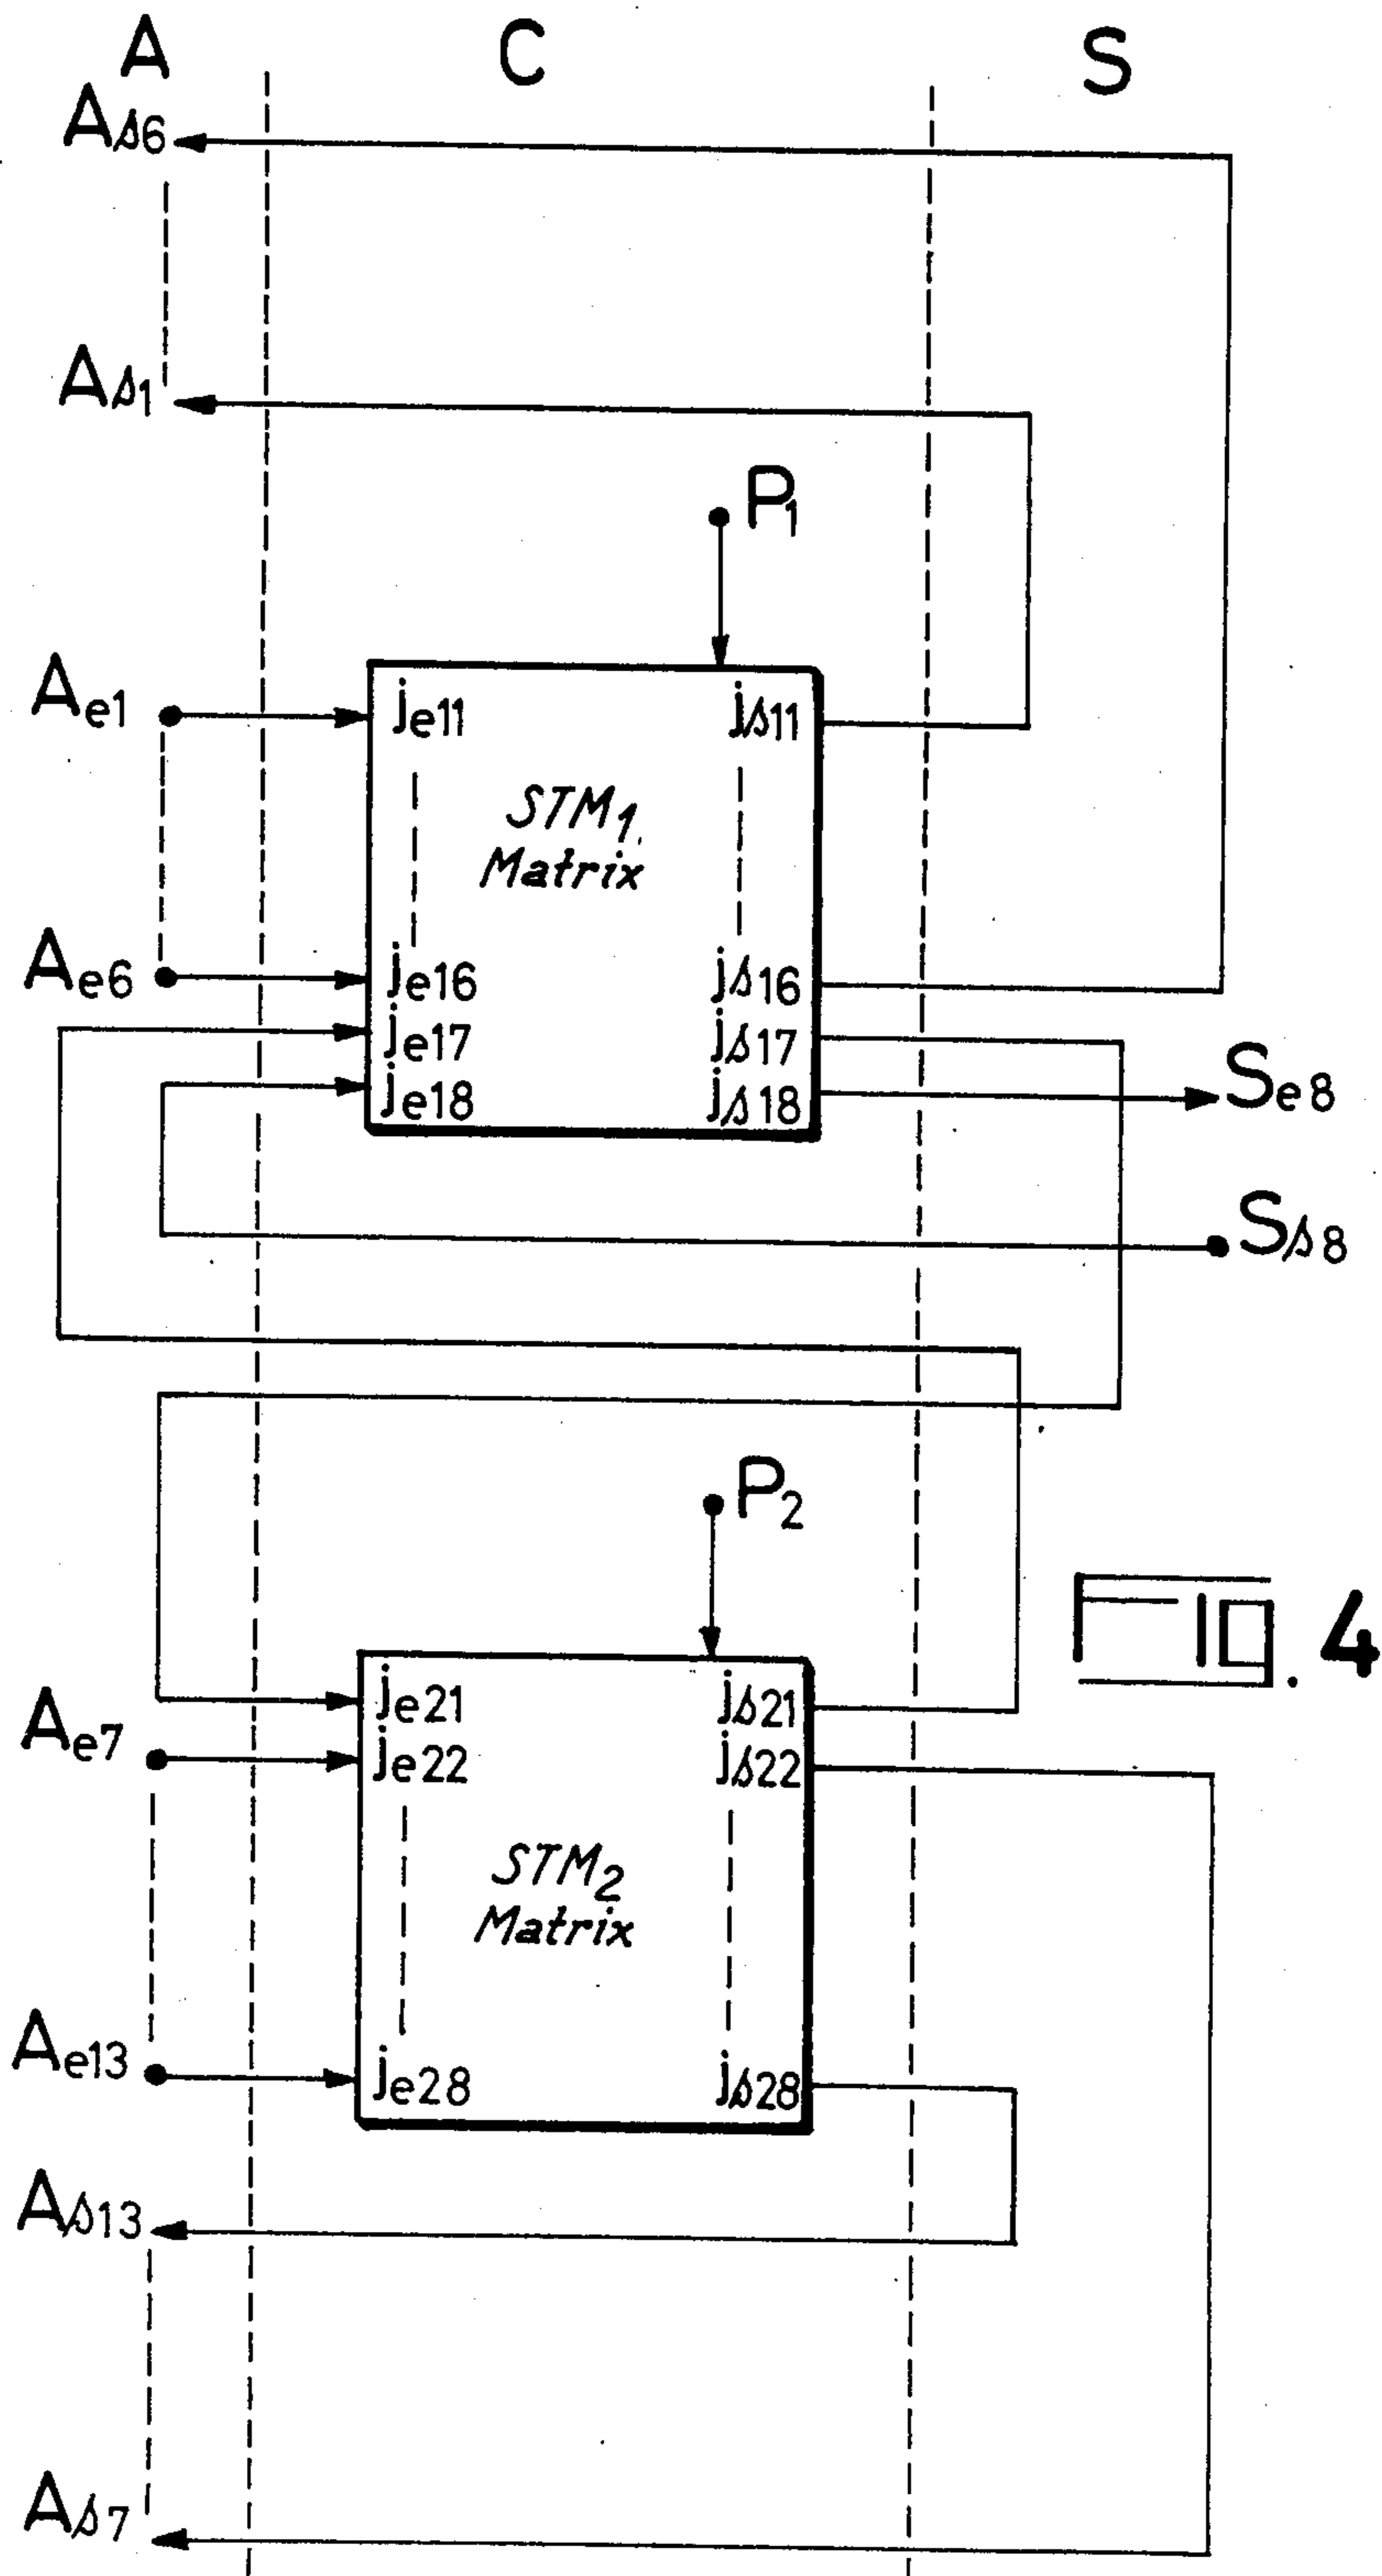 A C S
As6
As1
P1
Ae1
je11 js11
STM1
Matrix
Ae6
je16 js16
je17 js17
je18 js18
Se8
Ss8
P2
Fig. 4
je21 js21
Ae7
je22 js22
STM2
Matrix
Ae13
je28 js28
As13
As7